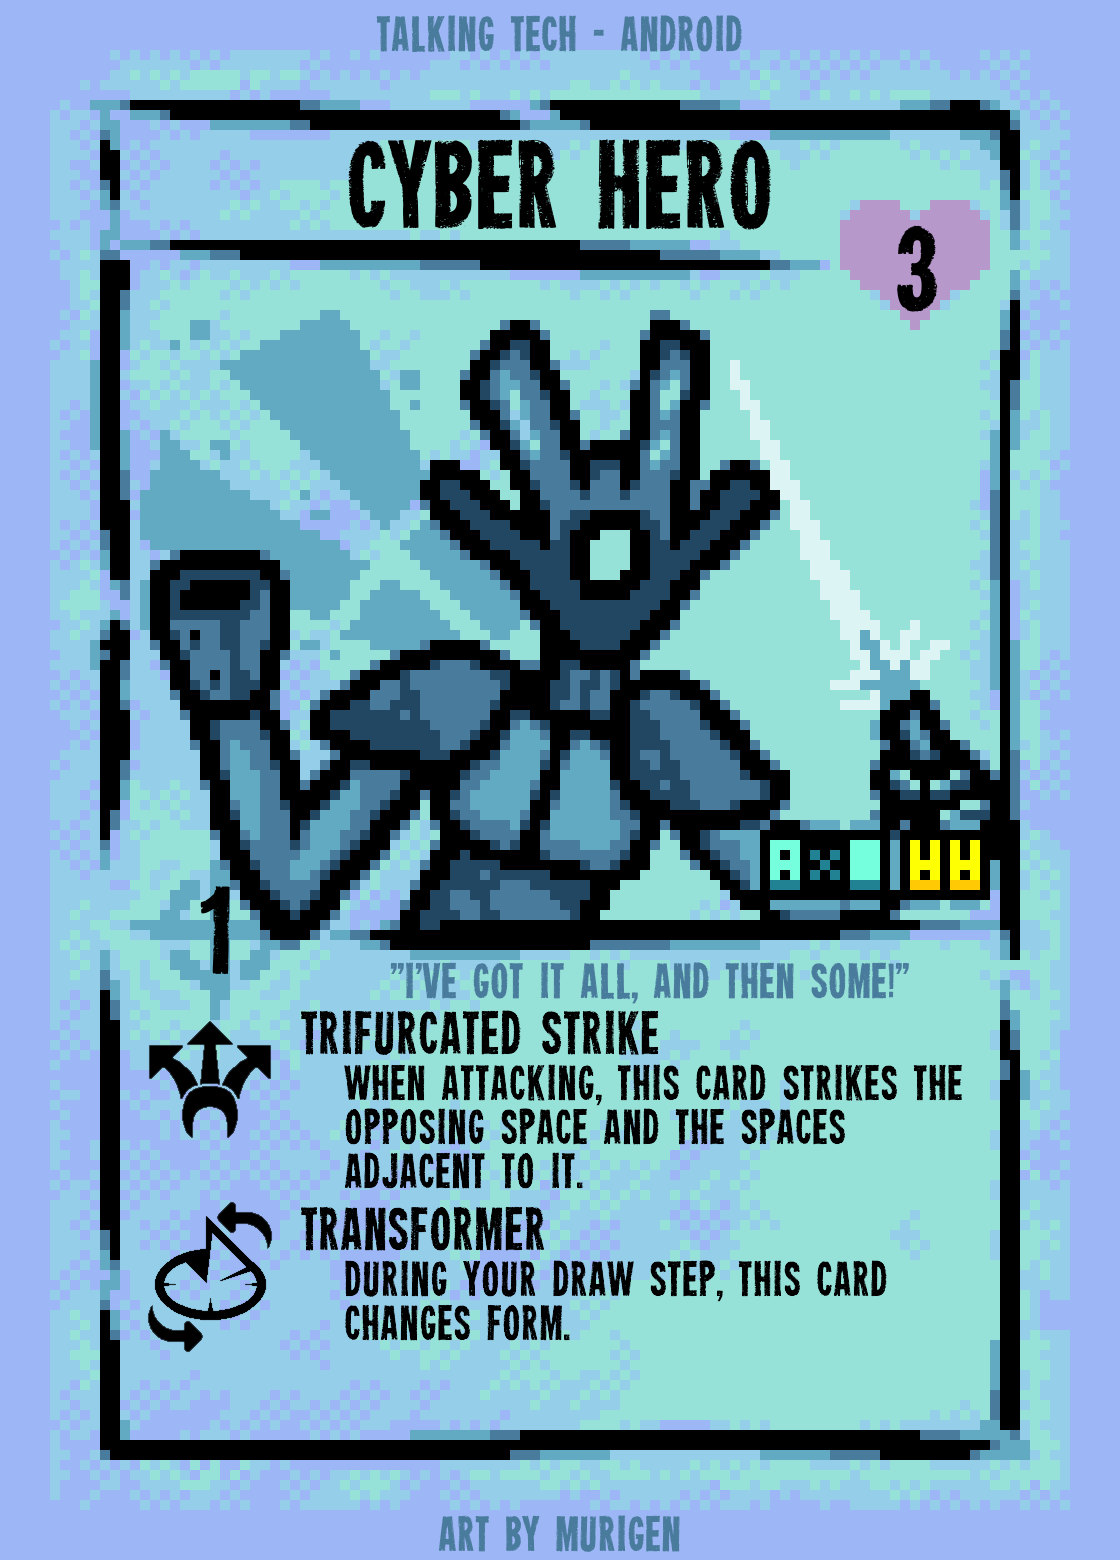 TALKING TECH - ANDROID
CYBER HERO
3
1
"I'VE GOT IT ALL, AND THEN SOME!"
TRIFURCATED STRIKE
WHEN ATTACKING, THIS CARD STRIKES THE
OPPOSING SPACE AND THE SPACES
ADJACENT TO IT.
TRANSFORMER
DURING YOUR DRAW STEP, THIS CARD
CHANGES FORM.
ART BY MURIGEN